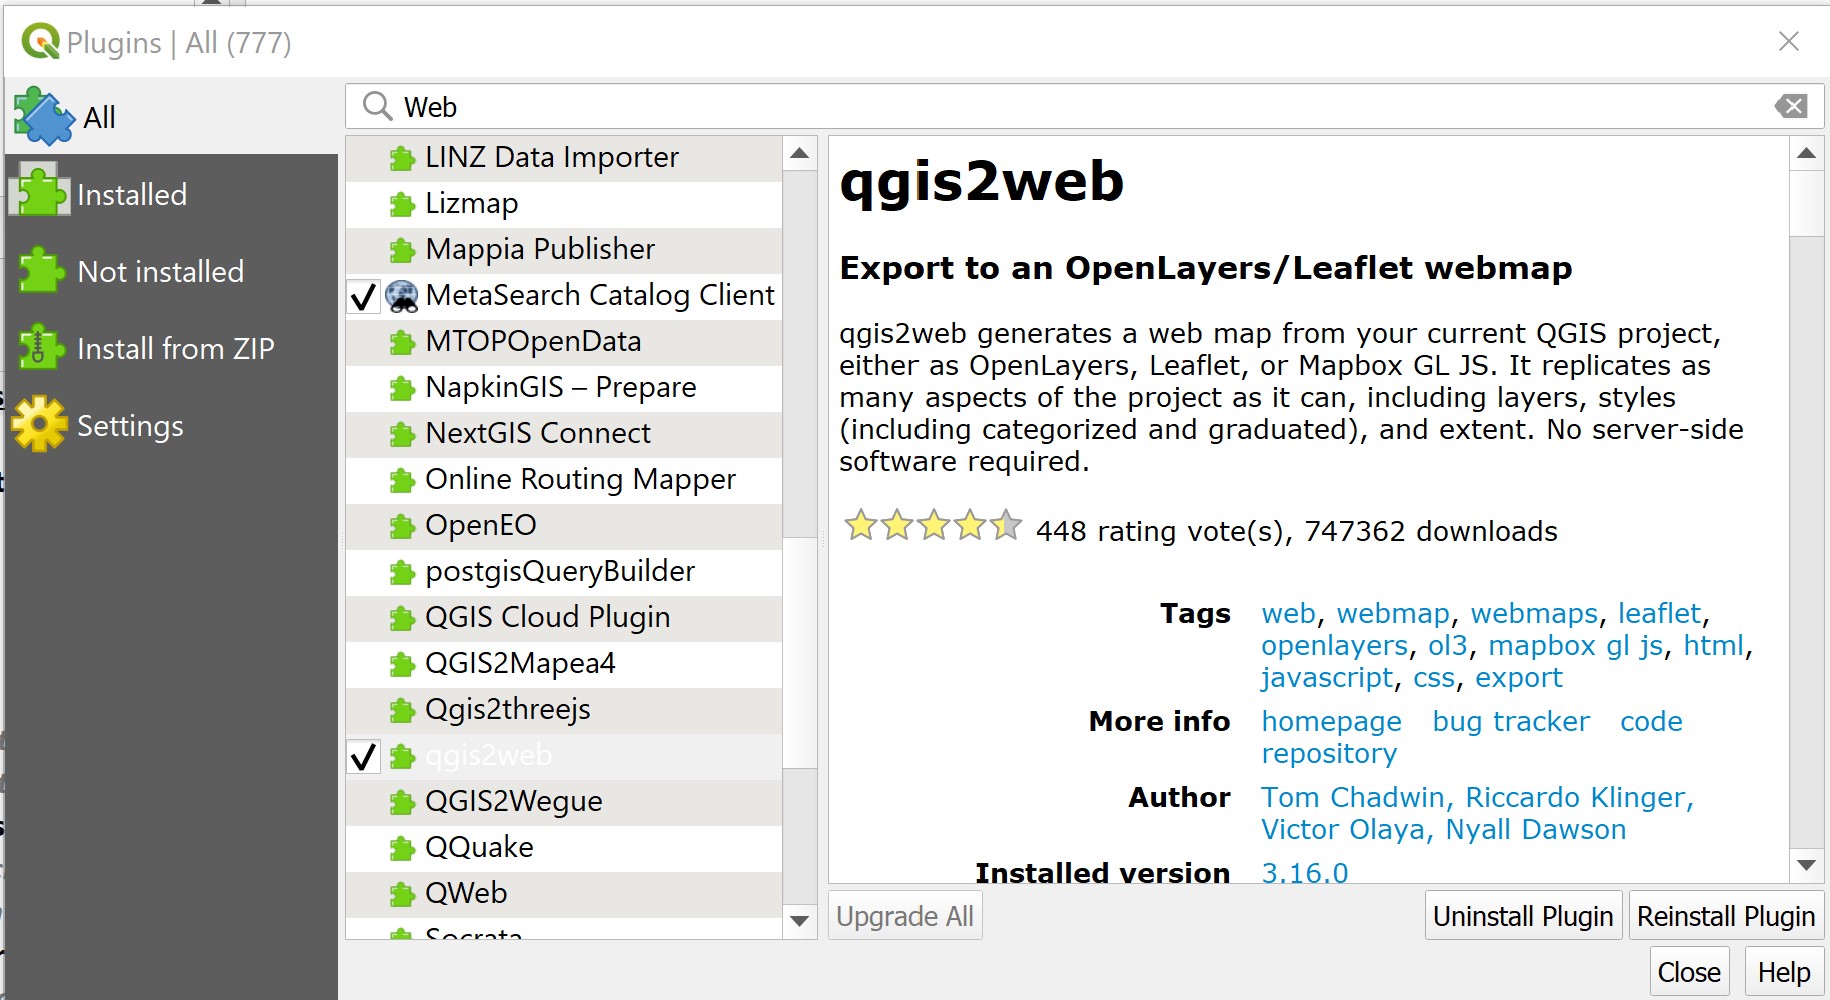 Plugins | All (777)
All
Installed
Not installed
Install from ZIP
Settings
Web
LINZ Data Importer
Lizmap
Mappia Publisher
MetaSearch Catalog Client
MTOPOpenData
NapkinGIS – Prepare
NextGIS Connect
Online Routing Mapper
OpenEO
postgisQueryBuilder
QGIS Cloud Plugin
QGIS2Mapea4
Qgis2threejs
qgis2web
QGIS2Wegue
QQuake
QWeb
Socrata
qgis2web
Export to an OpenLayers/Leaflet webmap
qgis2web generates a web map from your current QGIS project,
either as OpenLayers, Leaflet, or Mapbox GL JS. It replicates as
many aspects of the project as it can, including layers, styles
(including categorized and graduated), and extent. No server-side
software required.
448 rating vote(s), 747362 downloads
Tags web, webmap, webmaps, leaflet,
openlayers, ol3, mapbox gl js, html,
javascript, css, export
More info homepage bug tracker code
repository
Author Tom Chadwin, Riccardo Klinger,
Victor Olaya, Nyall Dawson
Installed version 3.16.0
Upgrade All Uninstall Plugin Reinstall Plugin
Close Help